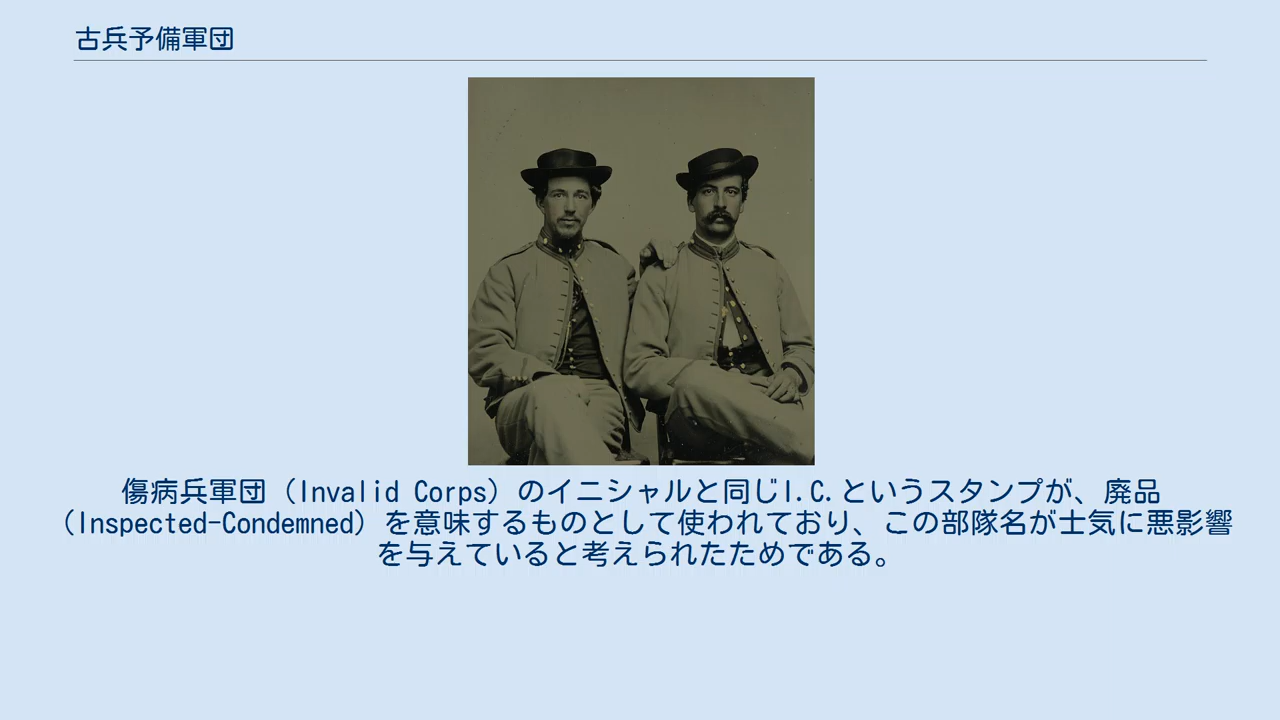 古兵予備軍団
傷病兵軍団（Invalid Corps）のイニシャルと同じI.C.というスタンプが、廃品
（Inspected-Condemned）を意味するものとして使われており、この部隊名が士気に悪影響
を与えていると考えられたためである。